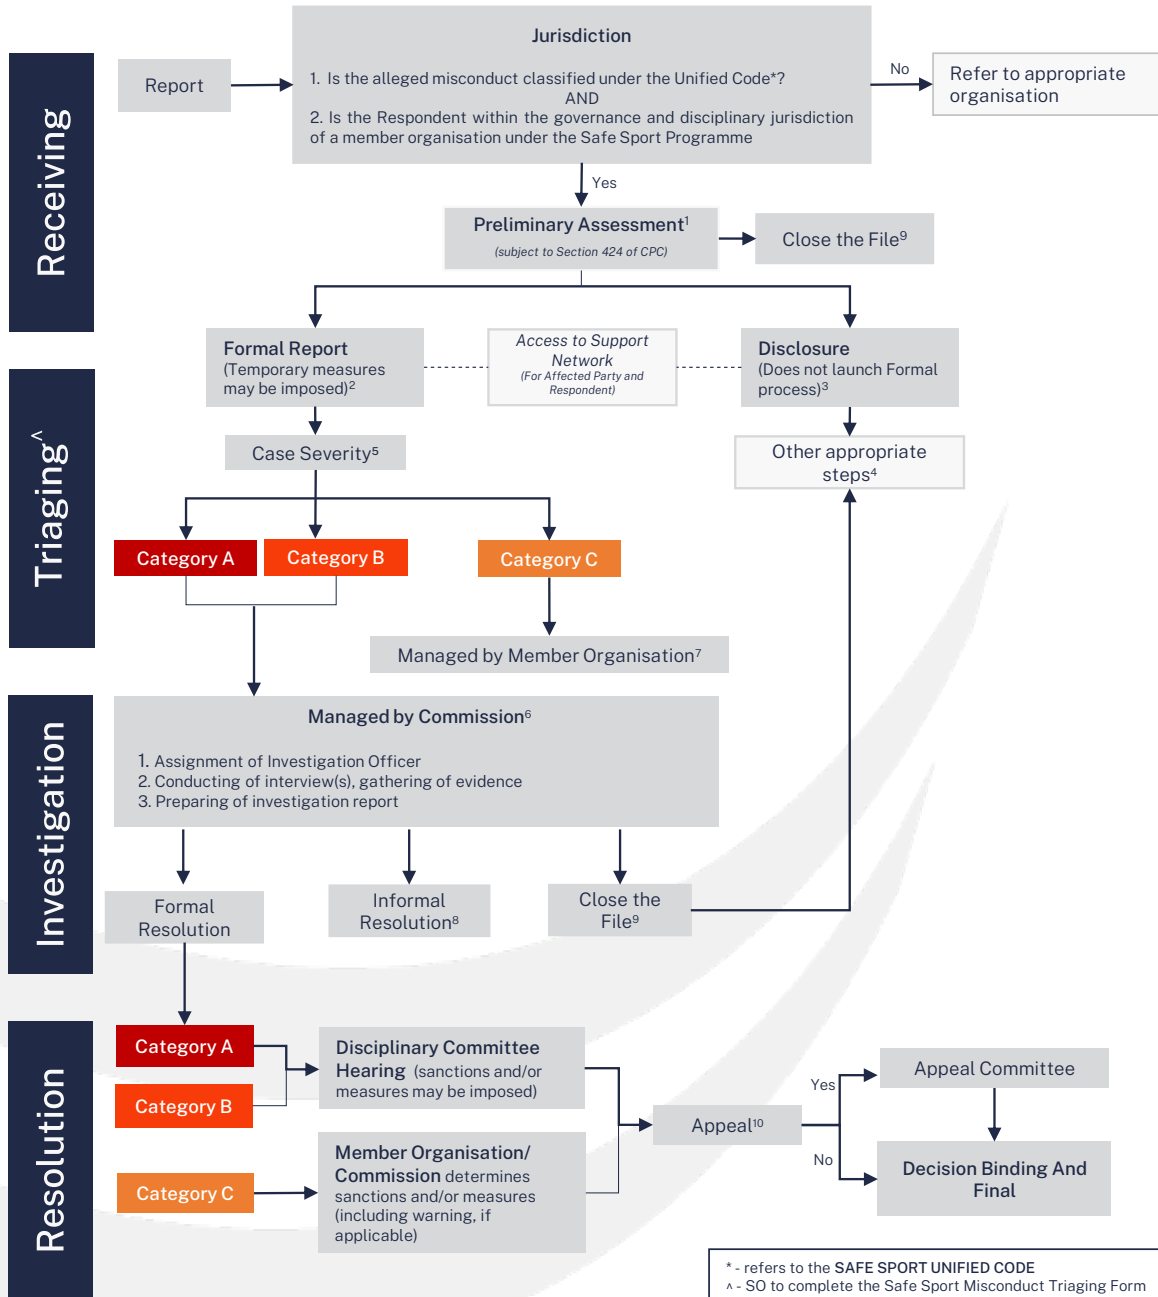 Receiving
Report
Jurisdiction
1. Is the alleged misconduct classified under the Unified Code*?
AND
2. Is the Respondent within the governance and disciplinary jurisdiction
of a member organisation under the Safe Sport Programme
No
Refer to appropriate
organisation
Yes
Preliminary Assessment¹
(subject to Section 424 of CPC)
Close the File⁹
Triaging^
Formal Report
(Temporary measures
may be imposed)²
Access to Support
Network
(For Affected Party and
Respondent)
Disclosure
(Does not launch Formal
process)³
Case Severity⁵
Other appropriate
steps⁴
Category A
Category B
Category C
Managed by Member Organisation⁷
Investigation
Managed by Commission⁶
1. Assignment of Investigation Officer
2. Conducting of interview(s), gathering of evidence
3. Preparing of investigation report
Formal
Resolution
Informal
Resolution⁸
Close the
File⁹
Resolution
Category A
Category B
Disciplinary Committee
Hearing (sanctions and/or
measures may be imposed)
Category C
Member Organisation/
Commission determines
sanctions and/or measures
(including warning, if
applicable)
Appeal¹⁰
Yes
No
Appeal Committee
Decision Binding And
Final
* - refers to the SAFE SPORT UNIFIED CODE
^ - SO to complete the Safe Sport Misconduct Triaging Form